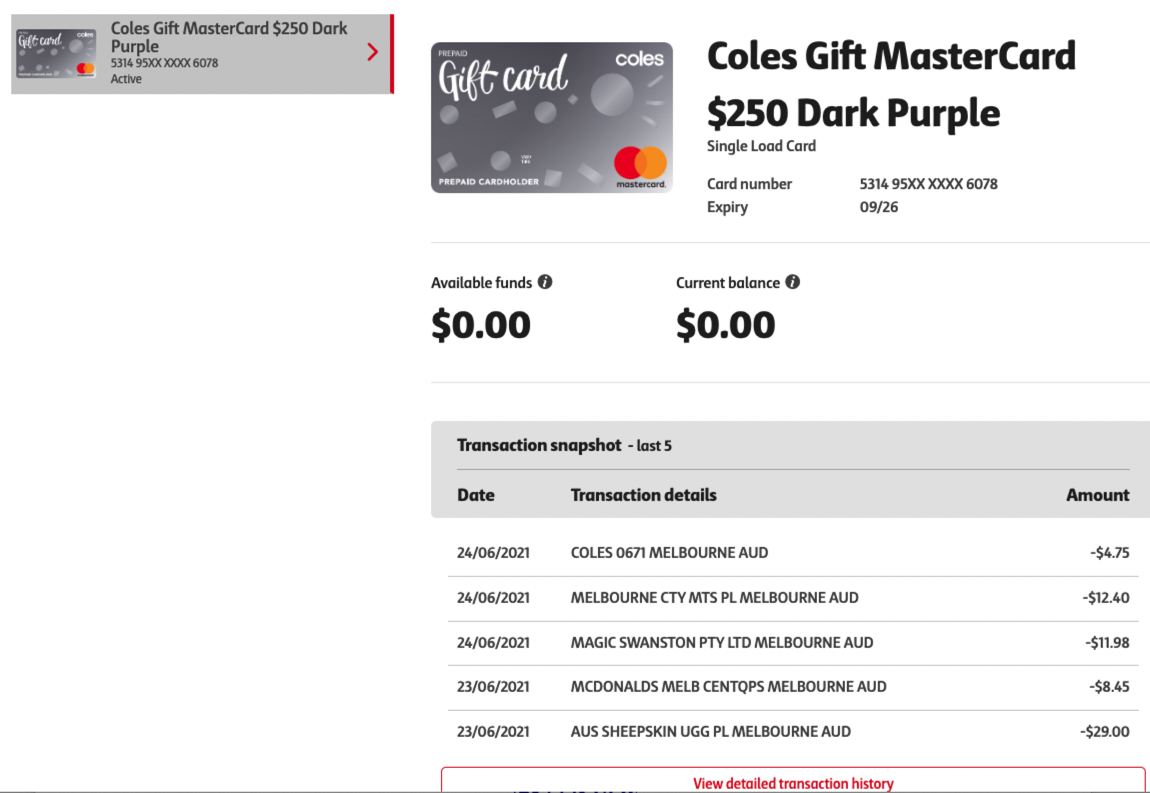 Gift card
coles
PREPAID CARDHOLDER
mastercard
Coles Gift MasterCard $250 Dark
Purple
5314 95XX XXXX 6078
Active
PREPAID
Gift card
coles
PREPAID CARDHOLDER
mastercard.
Coles Gift MasterCard
$250 Dark Purple
Single Load Card
Card number 5314 95XX XXXX 6078
Expiry 09/26
Available funds i Current balance i
$0.00 $0.00
Transaction snapshot - last 5
Date Transaction details Amount
24/06/2021 COLES 0671 MELBOURNE AUD -$4.75
24/06/2021 MELBOURNE CTY MTS PL MELBOURNE AUD -$12.40
24/06/2021 MAGIC SWANSTON PTY LTD MELBOURNE AUD -$11.98
23/06/2021 MCDONALDS MELB CENTQPS MELBOURNE AUD -$8.45
23/06/2021 AUS SHEEPSKIN UGG PL MELBOURNE AUD -$29.00
View detailed transaction history